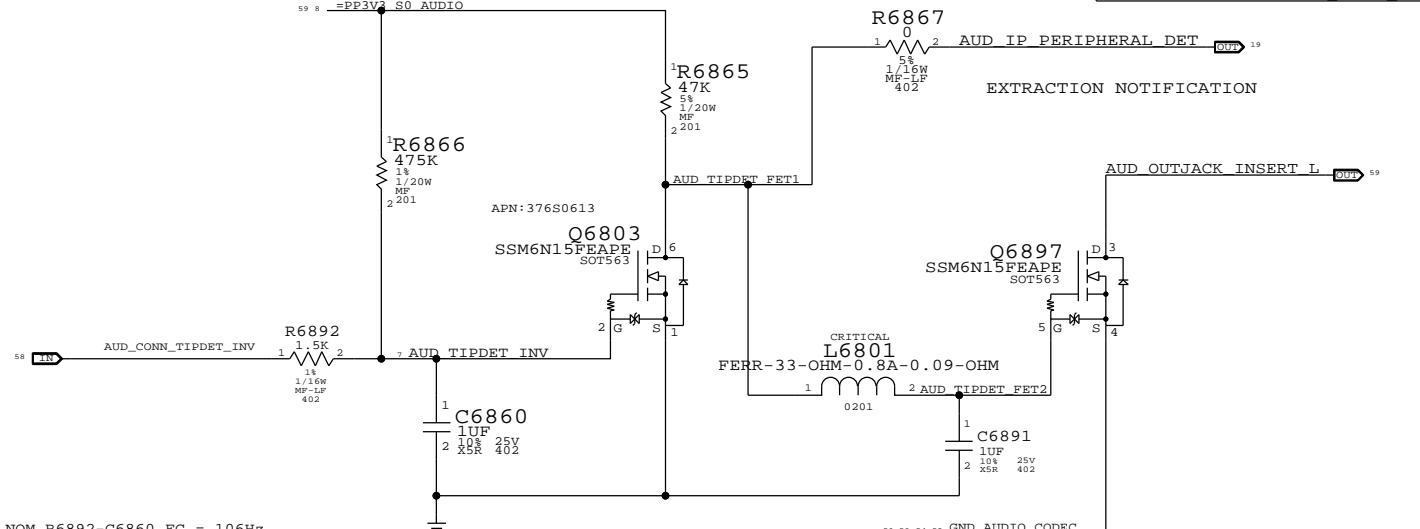 59 8 =PP3V3_S0_AUDIO
R6867
0
1 2 AUD_IP_PERIPHERAL_DET OUT 19
5%
1/16W
MF-LF
402
EXTRACTION NOTIFICATION
1 R6865
47K
5%
1/20W
MF
2 201
1 R6866
475K
1%
1/20W
MF
2 201
AUD_TIPDET_FET1
AUD_OUTJACK_INSERT_L OUT 59
APN:376S0613
Q6803
SSM6N15FEAPE
SOT563
D 6
2 G S 1
Q6897
SSM6N15FEAPE
SOT563
D 3
5 G S 4
R6892
58 IN AUD_CONN_TIPDET_INV 1 1.5K 2
1%
1/16W
MF-LF
402
7 AUD_TIPDET_INV
CRITICAL
L6801
FERR-33-OHM-0.8A-0.09-OHM
1 2 AUD_TIPDET_FET2
0201
1 C6860
1UF
10% 25V
2 X5R 402
1 C6891
1UF
10% 25V
2 X5R 402
NOM R6892-C6860 FC = 106Hz
GND_AUDIO_CODEC